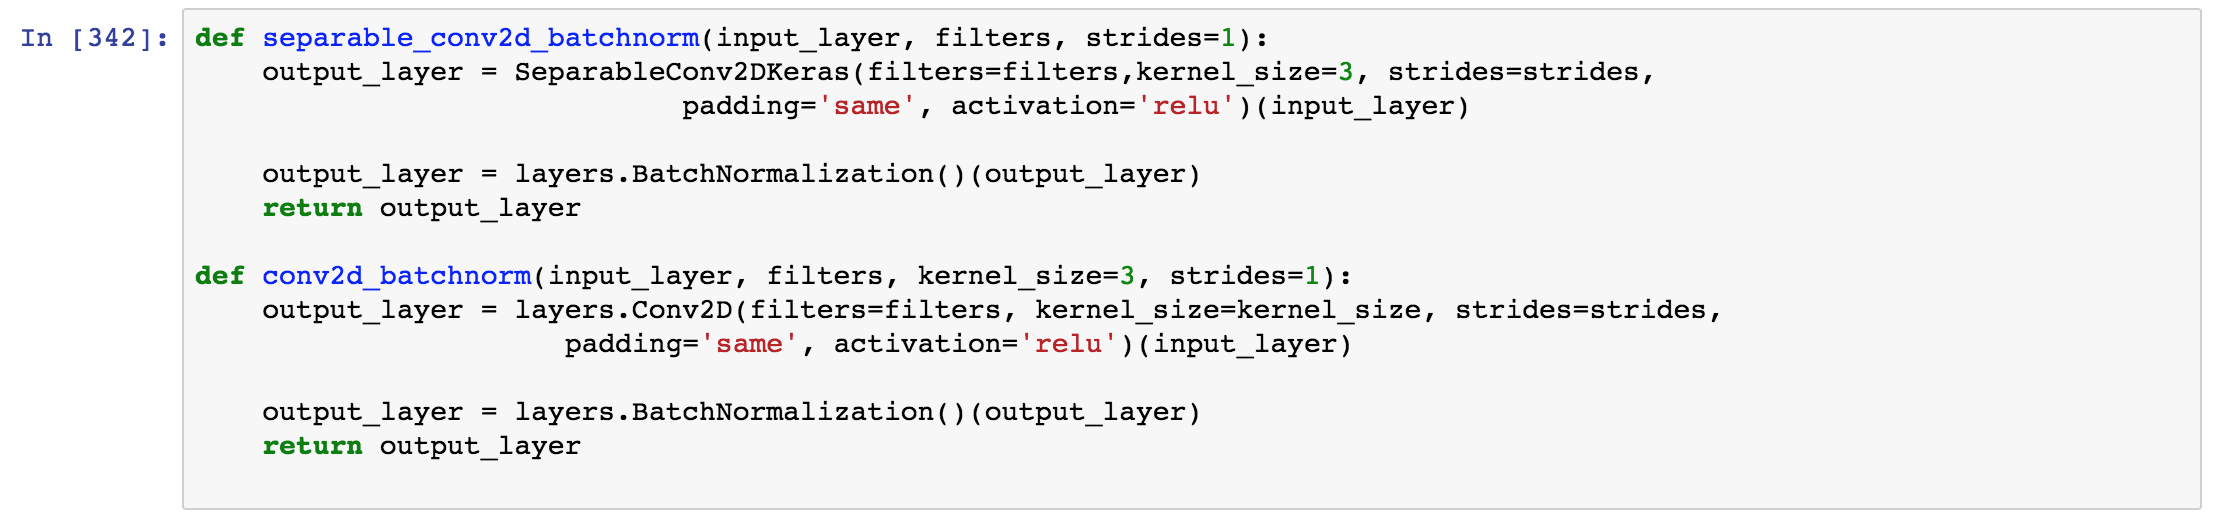 In [342]: def separable_conv2d_batchnorm(input_layer, filters, strides=1):
    output_layer = SeparableConv2DKeras(filters=filters,kernel_size=3, strides=strides,
                             padding='same', activation='relu')(input_layer)

    output_layer = layers.BatchNormalization()(output_layer)
    return output_layer

def conv2d_batchnorm(input_layer, filters, kernel_size=3, strides=1):
    output_layer = layers.Conv2D(filters=filters, kernel_size=kernel_size, strides=strides,
                      padding='same', activation='relu')(input_layer)

    output_layer = layers.BatchNormalization()(output_layer)
    return output_layer